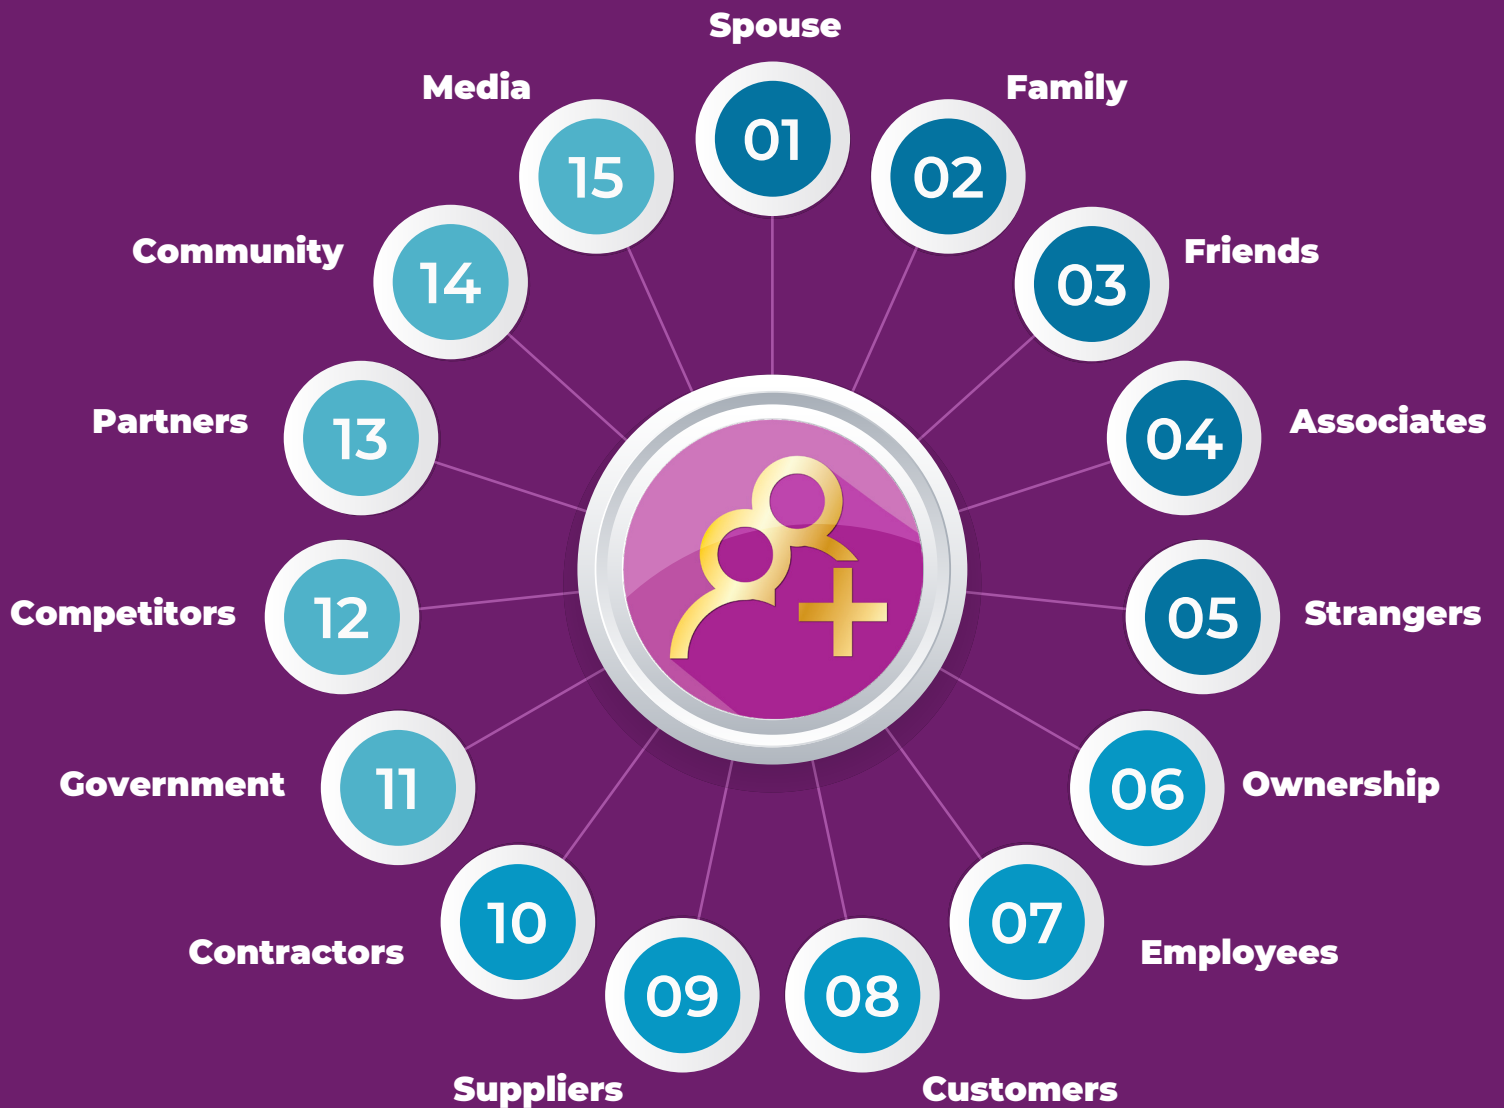 Spouse
01
Family
02
Friends
03
Associates
04
Strangers
05
Ownership
06
Employees
07
Customers
08
Suppliers
09
Contractors
10
Government
11
Competitors
12
Partners
13
Community
14
Media
15